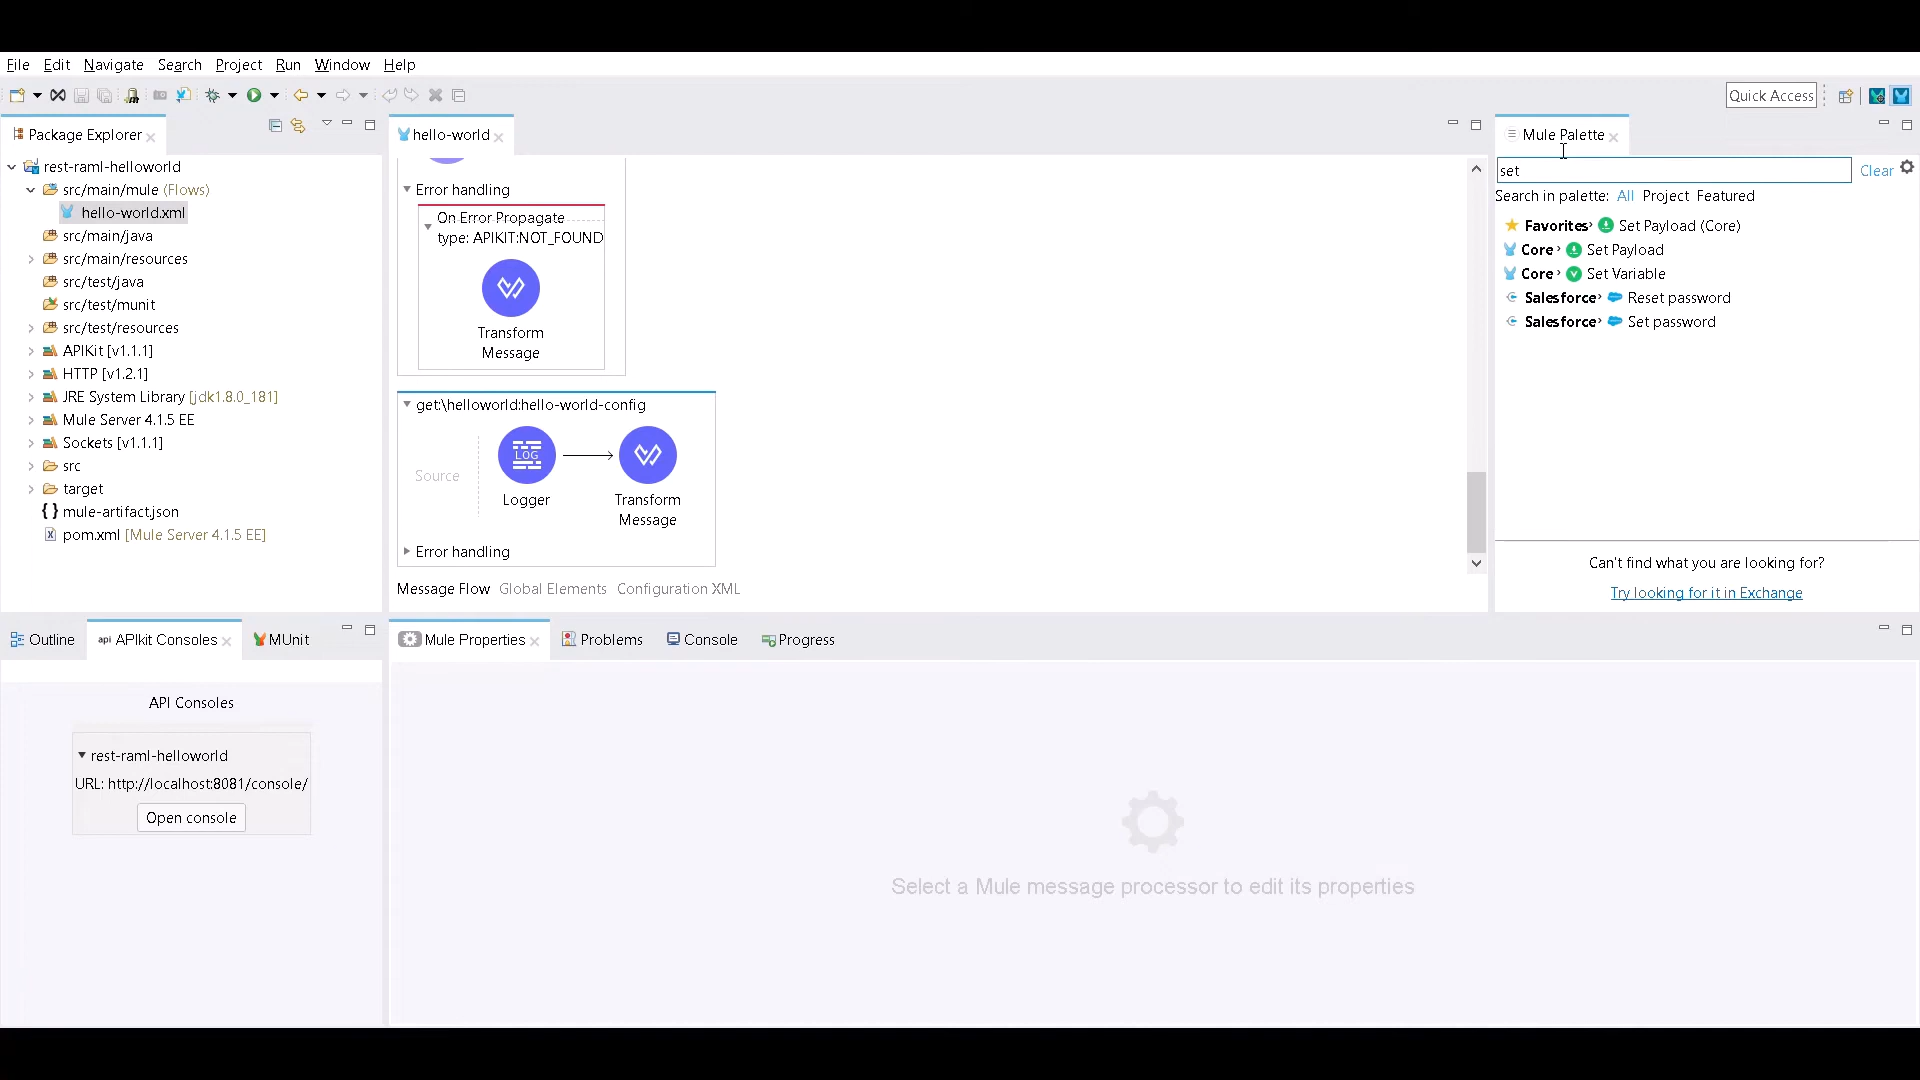 File Edit Navigate Search Project Run Window Help
Quick Access
Package Explorer
rest-raml-helloworld
src/main/mule (Flows)
hello-world.xml
src/main/java
src/main/resources
src/test/java
src/test/munit
src/test/resources
APIKit [v1.1.1]
HTTP [v1.2.1]
JRE System Library [jdk1.8.0_181]
Mule Server 4.1.5 EE
Sockets [v1.1.1]
src
target
mule-artifact.json
pom.xml [Mule Server 4.1.5 EE]
hello-world
Error handling
On Error Propagate
type: APIKIT:NOT_FOUND
Transform
Message
get:\helloworld:hello-world-config
Source
LOG
Logger
Transform
Message
Error handling
Message Flow Global Elements Configuration XML
Mule Palette
set
Clear
Search in palette: All Project Featured
Favorites Set Payload (Core)
Core Set Payload
Core Set Variable
Salesforce Reset password
Salesforce Set password
Can't find what you are looking for?
Try looking for it in Exchange
Outline api APIkit Consoles MUnit
API Consoles
rest-raml-helloworld
URL: http://localhost:8081/console/
Open console
Mule Properties Problems Console Progress
Select a Mule message processor to edit its properties